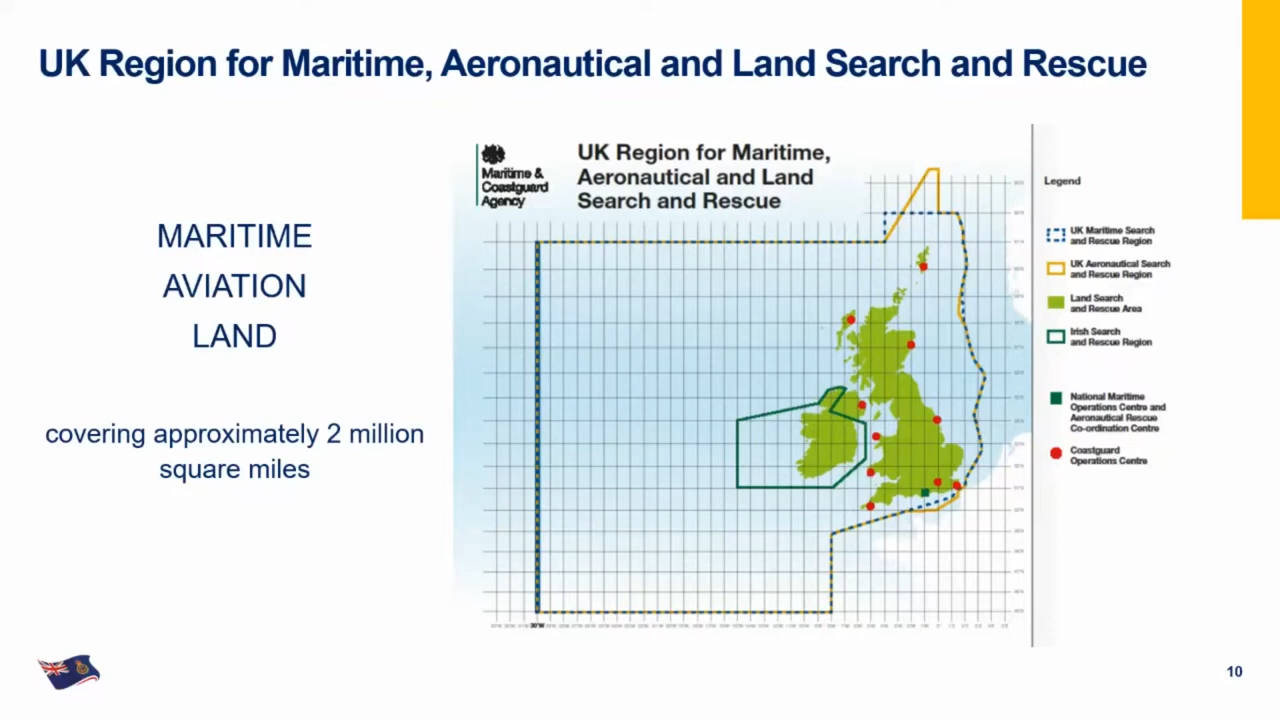 UK Region for Maritime, Aeronautical and Land Search and Rescue
MARITIME
AVIATION
LAND
covering approximately 2 million
square miles
Maritime &
Coastguard
Agency
UK Region for Maritime,
Aeronautical and Land
Search and Rescue
30°W
Legend
UK Maritime Search
and Rescue Region
UK Aeronautical Search
and Rescue Region
Land Search
and Rescue Area
Irish Search
and Rescue Region
National Maritime
Operations Centre and
Aeronautical Rescue
Co-ordination Centre
Coastguard
Operations Centre
10